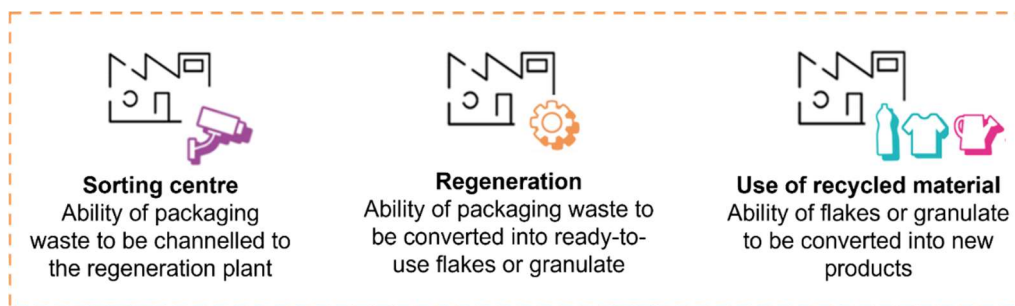 Sorting centre
Ability of packaging
waste to be channelled to
the regeneration plant
Regeneration
Ability of packaging waste to
be converted into ready-to-
use flakes or granulate
Use of recycled material
Ability of flakes or granulate
to be converted into new
products